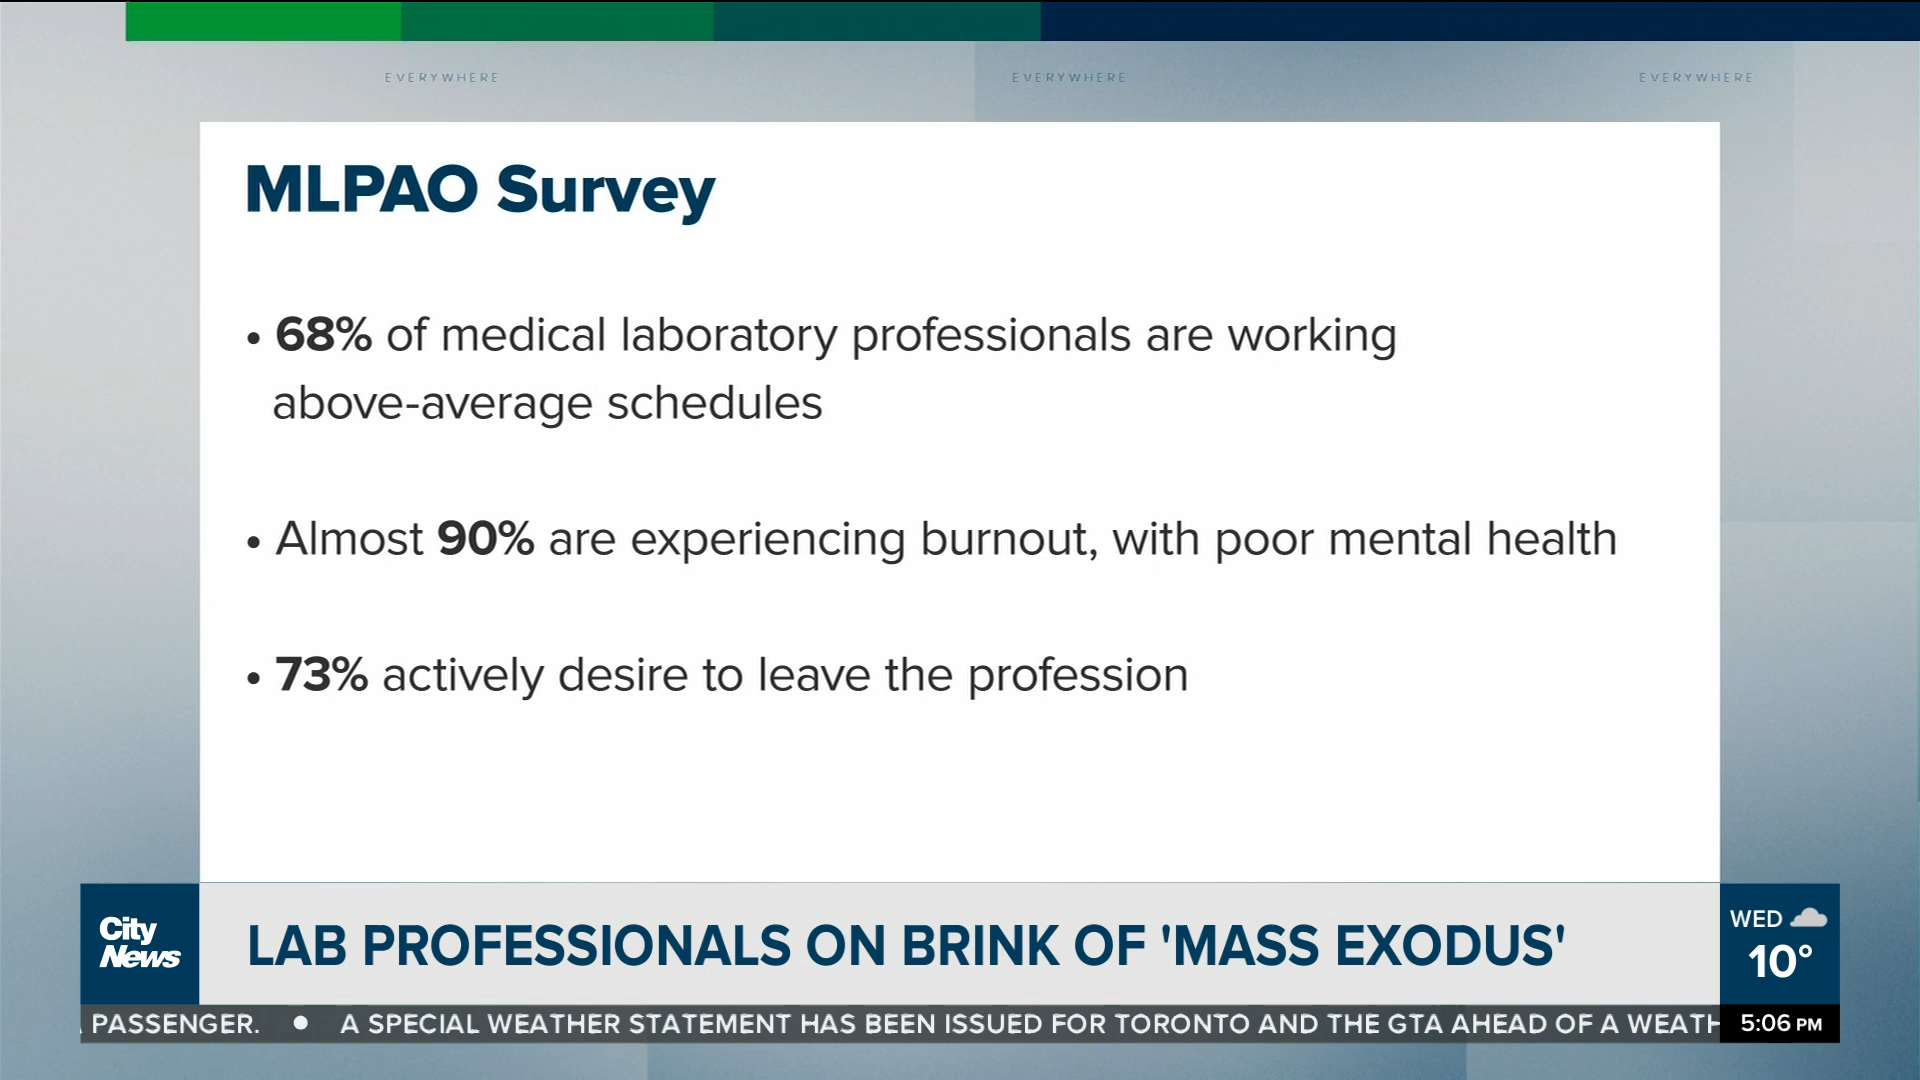 EVERYWHERE EVERYWHERE EVERYWHERE
MLPAO Survey
• 68% of medical laboratory professionals are working
above-average schedules
• Almost 90% are experiencing burnout, with poor mental health
• 73% actively desire to leave the profession
City
News
LAB PROFESSIONALS ON BRINK OF 'MASS EXODUS'
WED
10°
PASSENGER. • A SPECIAL WEATHER STATEMENT HAS BEEN ISSUED FOR TORONTO AND THE GTA AHEAD OF A WEATH
5:06 PM